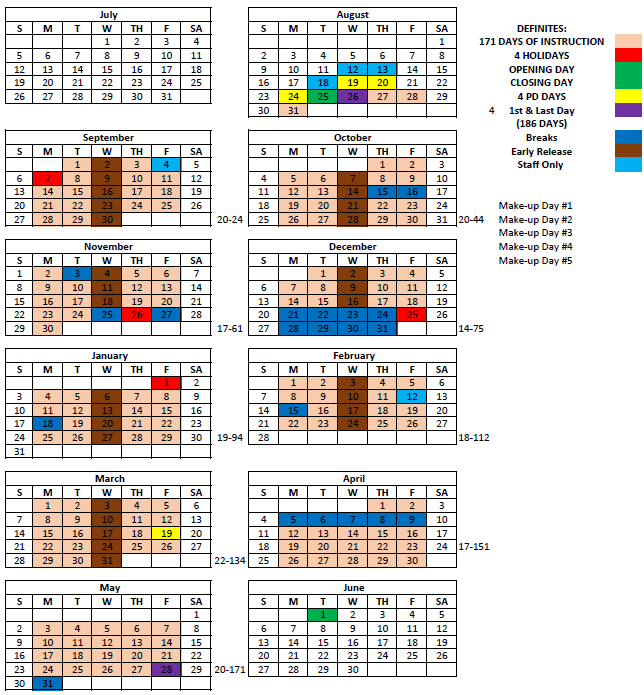 July
S M T W TH F SA
1 2 3 4
5 6 7 8 9 10 11
12 13 14 15 16 17 18
19 20 21 22 23 24 25
26 27 28 29 30 31
August
S M T W TH F SA
1
2 3 4 5 6 7 8
9 10 11 12 13 14 15
16 17 18 19 20 21 22
23 24 25 26 27 28 29
30 31
DEFINITES:
171 DAYS OF INSTRUCTION
4 HOLIDAYS
OPENING DAY
CLOSING DAY
4 PD DAYS
4 1st & Last Day
(186 DAYS)
Breaks
Early Release
Staff Only
Make-up Day #1
Make-up Day #2
Make-up Day #3
Make-up Day #4
Make-up Day #5
September
S M T W TH F SA
1 2 3 4 5
6 7 8 9 10 11 12
13 14 15 16 17 18 19
20 21 22 23 24 25 26
27 28 29 30
20-24
October
S M T W TH F SA
1 2 3
4 5 6 7 8 9 10
11 12 13 14 15 16 17
18 19 20 21 22 23 24
25 26 27 28 29 30 31
20-44
November
S M T W TH F SA
1 2 3 4 5 6 7
8 9 10 11 12 13 14
15 16 17 18 19 20 21
22 23 24 25 26 27 28
29 30
17-61
December
S M T W TH F SA
1 2 3 4 5
6 7 8 9 10 11 12
13 14 15 16 17 18 19
20 21 22 23 24 25 26
27 28 29 30 31
14-75
January
S M T W TH F SA
1 2
3 4 5 6 7 8 9
10 11 12 13 14 15 16
17 18 19 20 21 22 23
24 25 26 27 28 29 30
31
19-94
February
S M T W TH F SA
1 2 3 4 5 6
7 8 9 10 11 12 13
14 15 16 17 18 19 20
21 22 23 24 25 26 27
28
18-112
March
S M T W TH F SA
1 2 3 4 5 6
7 8 9 10 11 12 13
14 15 16 17 18 19 20
21 22 23 24 25 26 27
28 29 30 31
22-134
April
S M T W TH F SA
1 2 3
4 5 6 7 8 9 10
11 12 13 14 15 16 17
18 19 20 21 22 23 24
25 26 27 28 29 30
17-151
May
S M T W TH F SA
1
2 3 4 5 6 7 8
9 10 11 12 13 14 15
16 17 18 19 20 21 22
23 24 25 26 27 28 29
30 31
20-171
June
S M T W TH F SA
1 2 3 4 5
6 7 8 9 10 11 12
13 14 15 16 17 18 19
20 21 22 23 24 25 26
27 28 29 30